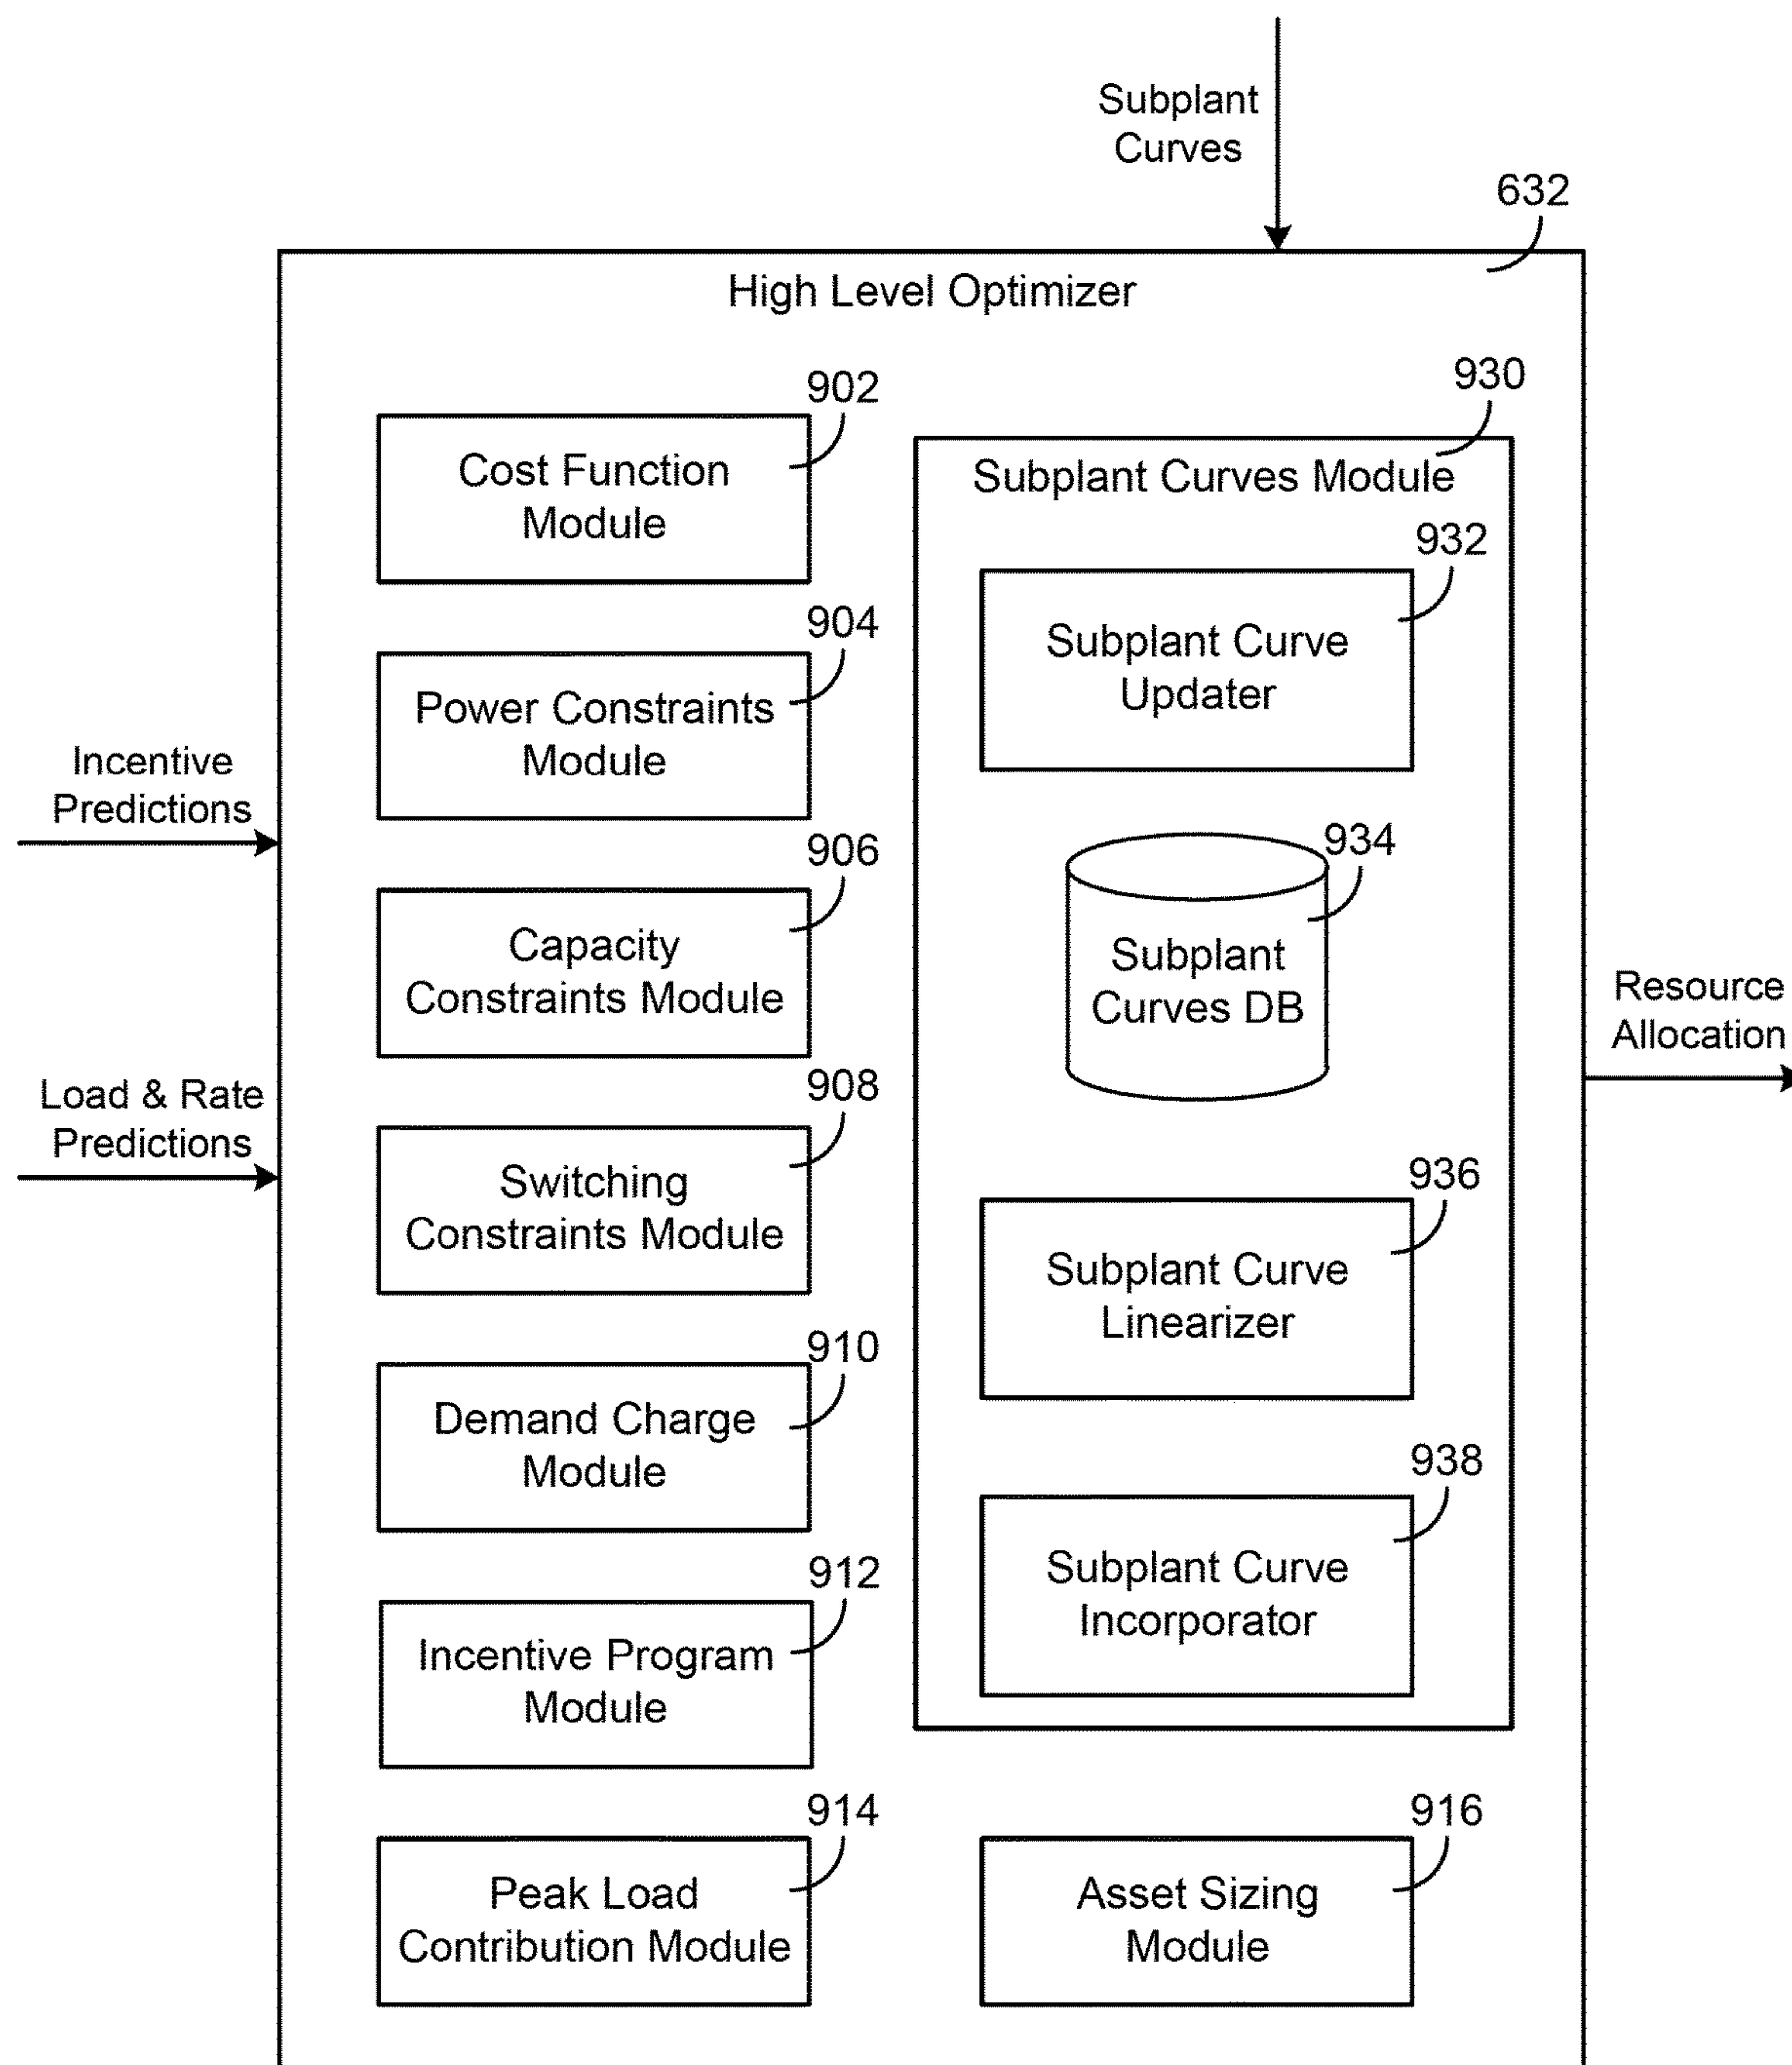 Subplant
Curves
632
High Level Optimizer
902
Cost Function
Module
904
Power Constraints
Module
Incentive
Predictions
906
Capacity
Constraints Module
Load & Rate
Predictions
908
Switching
Constraints Module
910
Demand Charge
Module
912
Incentive Program
Module
914
Peak Load
Contribution Module
930
Subplant Curves Module
932
Subplant Curve
Updater
934
Subplant
Curves DB
936
Subplant Curve
Linearizer
938
Subplant Curve
Incorporator
916
Asset Sizing
Module
Resource
Allocation